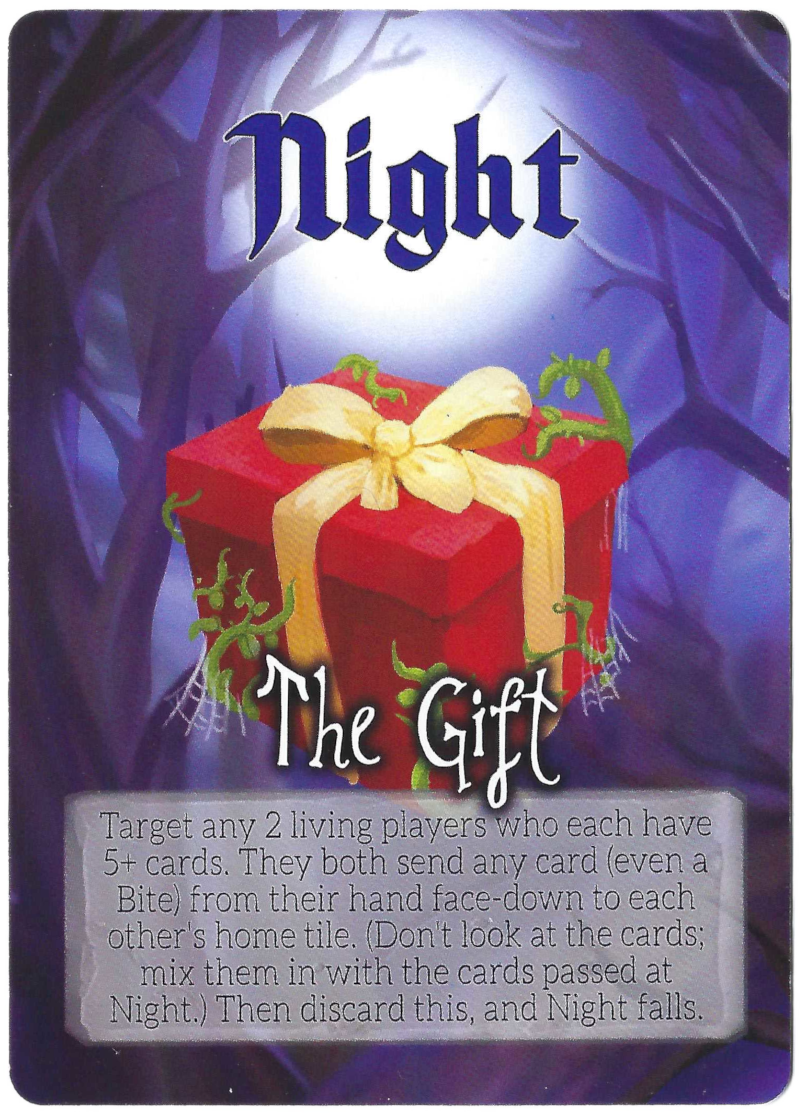 Night
The Gift
Target any 2 living players who each have
5+ cards. They both send any card (even a
Bite) from their hand face-down to each
other's home tile. (Don't look at the cards;
mix them in with the cards passed at
Night.) Then discard this, and Night falls.